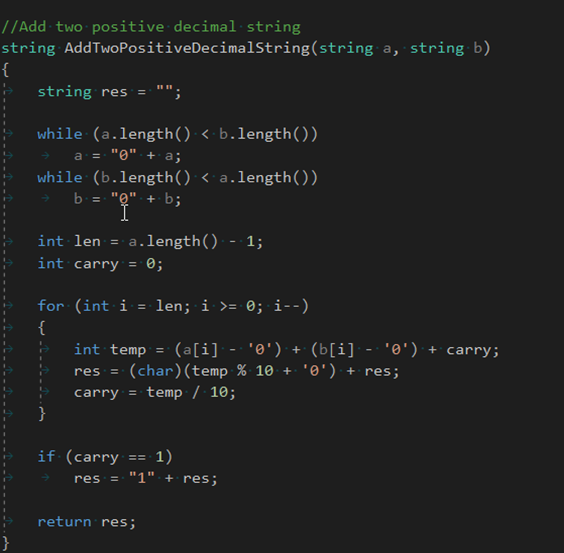 //Add two positive decimal string
string AddTwoPositiveDecimalString(string a, string b)
{
string res = "";
while (a.length() < b.length())
a = "0" + a;
while (b.length() < a.length())
b = "0" + b;
int len = a.length() - 1;
int carry = 0;
for (int i = len; i >= 0; i--)
{
int temp = (a[i] - '0') + (b[i] - '0') + carry;
res = (char)(temp % 10 + '0') + res;
carry = temp / 10;
}
if (carry == 1)
res = "1" + res;
return res;
}